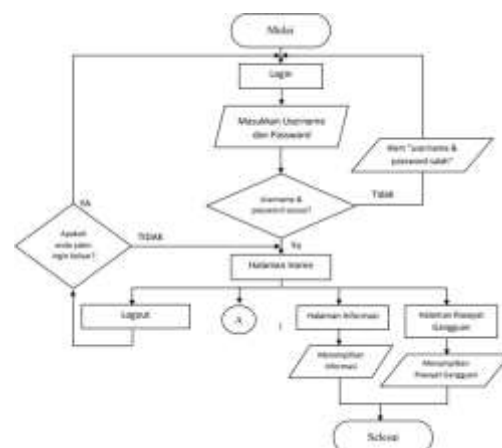 Mulai
Login
Masukkan Username
dan Password
Alert "username &
password salah"
Username &
password sesuai?
TIDAK
YA
Apakah
anda yakin
ingin keluar?
TIDAK
Ya
Halaman Home
Logout
A
Halaman Informasi
Halaman Riwayat
Gangguan
Menampilkan
Informasi
Menampilkan
Riwayat Gangguan
Selesai